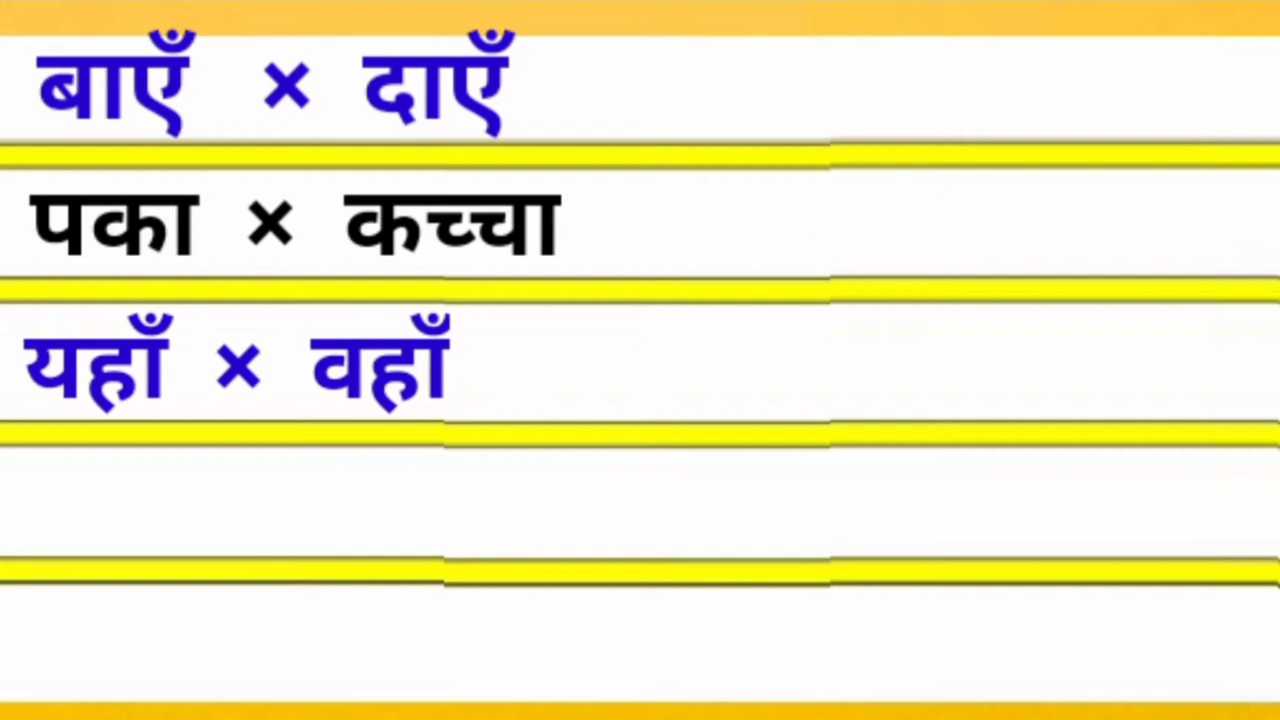 बाएँ × दाएँ
पका × कच्चा
यहाँ × वहाँ